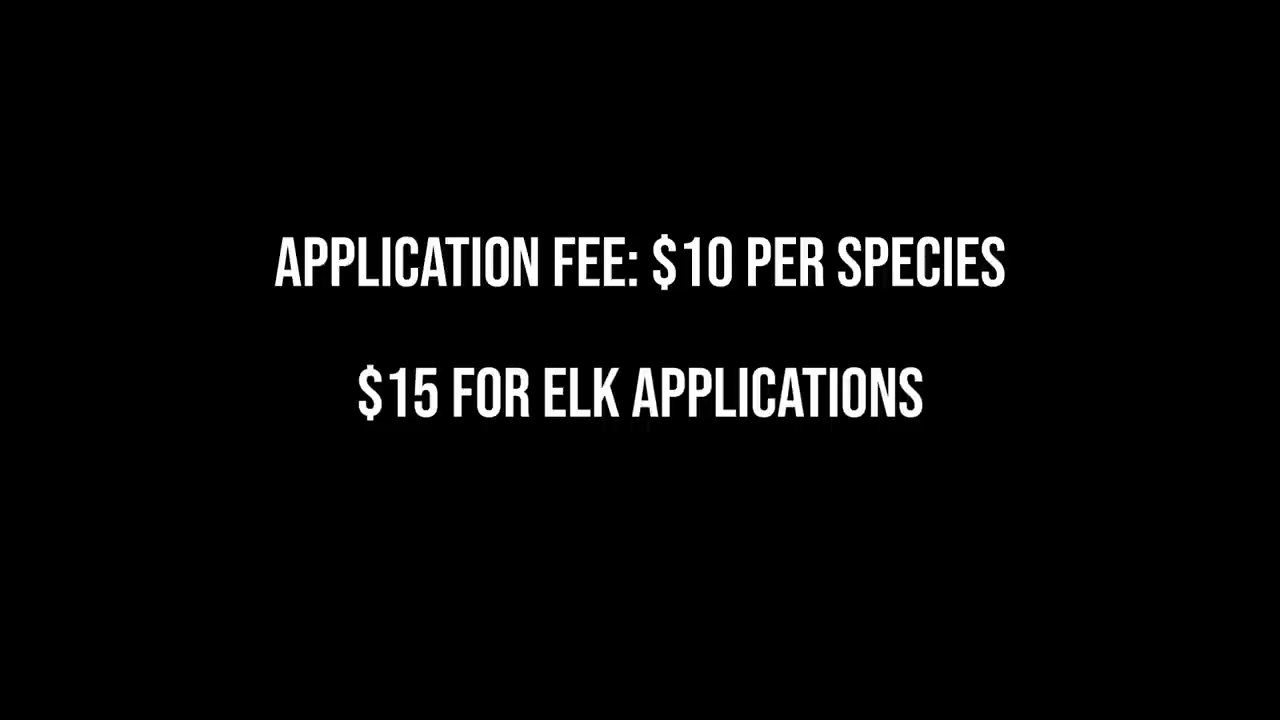 APPLICATION FEE: $10 PER SPECIES
$15 FOR ELK APPLICATIONS